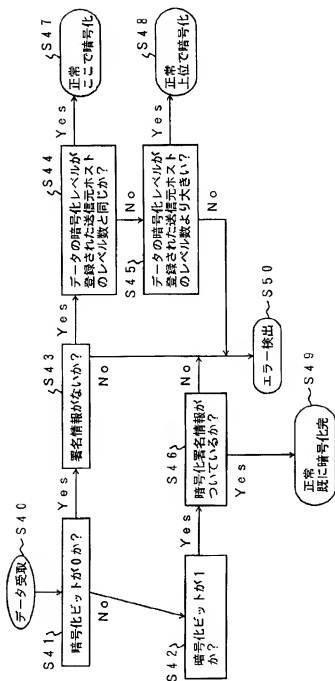 データ受取
S40
S41
暗号化ビットが0か?
Yes
No
S42
暗号化ビットが1
か?
Yes
S43
署名情報がないか?
Yes
No
S44
データの暗号化レベルが
登録された送信元ホスト
のレベル数と同じか?
Yes
No
S45
データの暗号化レベルが
登録された送信元ホスト
のレベル数より大きい?
Yes
No
S46
暗号化署名情報が
ついているか?
No
Yes
S47
正常
ここで暗号化
S48
正常
上位で暗号化
S49
正常
既に暗号化完
S50
エラー検出